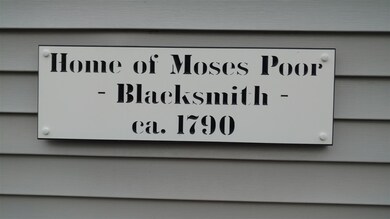 Home of Moses Poor
- Blacksmith -
ca. 1790